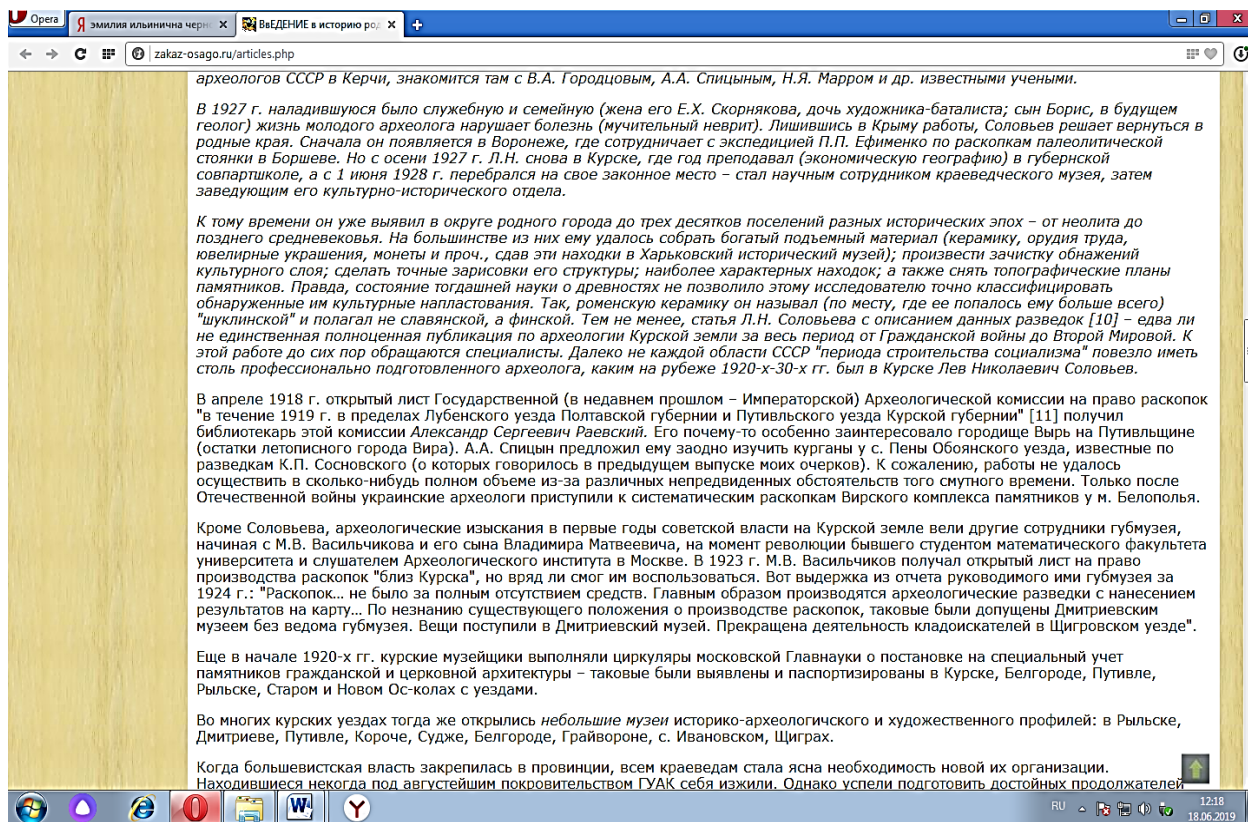 Opera
эмилия ильинична черн
ВвЕДЕНИЕ в историю род
zakaz-osago.ru/articles.php
археологов СССР в Керчи, знакомится там с В.А. Городцовым, А.А. Спицыным, Н.Я. Марром и др. известными учеными.
В 1927 г. наладившуюся было служебную и семейную (жена его Е.Х. Скорнякова, дочь художника-баталиста; сын Борис, в будущем
геолог) жизнь молодого археолога нарушает болезнь (мучительный неврит). Лишившись в Крыму работы, Соловьев решает вернуться в
родные края. Сначала он появляется в Воронеже, где сотрудничает с экспедицией П.П. Ефименко по раскопкам палеолитической
стоянки в Борщеве. Но с осени 1927 г. Л.Н. снова в Курске, где год преподавал (экономическую географию) в губернской
совпартшколе, а с 1 июня 1928 г. перебрался на свое законное место – стал научным сотрудником краеведческого музея, затем
заведующим его культурно-исторического отдела.
К тому времени он уже выявил в округе родного города до трех десятков поселений разных исторических эпох – от неолита до
позднего средневековья. На большинстве из них ему удалось собрать богатый подъемный материал (керамику, орудия труда,
ювелирные украшения, монеты и проч., сдав эти находки в Харьковский исторический музей); произвести зачистку обнажений
культурного слоя; сделать точные зарисовки его структуры; наиболее характерных находок; а также снять топографические планы
памятников. Правда, состояние тогдашней науки о древностях не позволило этому исследователю точно классифицировать
обнаруженные им культурные напластования. Так, роменскую керамику он называл (по месту, где ее попалось ему больше всего)
"шуклинской" и полагал не славянской, а финской. Тем не менее, статья Л.Н. Соловьева с описанием данных разведок [10] – едва ли
не единственная полноценная публикация по археологии Курской земли за весь период от Гражданской войны до Второй Мировой. К
этой работе до сих пор обращаются специалисты. Далеко не каждой области СССР "периода строительства социализма" повезло иметь
столь профессионально подготовленного археолога, каким на рубеже 1920-х-30-х гг. был в Курске Лев Николаевич Соловьев.
В апреле 1918 г. открытый лист Государственной (в недавнем прошлом – Императорской) Археологической комиссии на право раскопок
"в течение 1919 г. в пределах Лубенского уезда Полтавской губернии и Путивльского уезда Курской губернии" [11] получил
библиотекарь этой комиссии Александр Сергеевич Раевский. Его почему-то особенно заинтересовало городище Вырь на Путивльщине
(остатки летописного города Вира). А.А. Спицын предложил ему заодно изучить курганы у с. Пены Обоянского уезда, известные по
разведкам К.П. Сосновского (о которых говорилось в предыдущем выпуске моих очерков). К сожалению, работы не удалось
осуществить в сколько-нибудь полном объеме из-за различных непредвиденных обстоятельств того смутного времени. Только после
Отечественной войны украинские археологи приступили к систематическим раскопкам Вирского комплекса памятников у м. Белополья.
Кроме Соловьева, археологические изыскания в первые годы советской власти на Курской земле вели другие сотрудники губмузея,
начиная с М.В. Васильчикова и его сына Владимира Матвеевича, на момент революции бывшего студентом математического факультета
университета и слушателем Археологического института в Москве. В 1923 г. М.В. Васильчиков получал открытый лист на право
производства раскопок "близ Курска", но вряд ли смог им воспользоваться. Вот выдержка из отчета руководимого ими губмузея за
1924 г.: "Раскопок... не было за полным отсутствием средств. Главным образом производятся археологические разведки с нанесением
результатов на карту... По незнанию существующего положения о производстве раскопок, таковые были допущены Дмитриевским
музеем без ведома губмузея. Вещи поступили в Дмитриевский музей. Прекращена деятельность кладоискателей в Щигровском уезде".
Еще в начале 1920-х гг. курские музейщики выполняли циркуляры московской Главнауки о постановке на специальный учет
памятников гражданской и церковной архитектуры – таковые были выявлены и паспортизированы в Курске, Белгороде, Путивле,
Рыльске, Старом и Новом Ос-колах с уездами.
Во многих курских уездах тогда же открылись небольшие музеи историко-археологичского и художественного профилей: в Рыльске,
Дмитриеве, Путивле, Короче, Судже, Белгороде, Грайвороне, с. Ивановском, Щиграх.
Когда большевистская власть закрепилась в провинции, всем краеведам стала ясна необходимость новой их организации.
Находившиеся некогда под августейшим покровительством ГУАК себя изжили. Однако успели подготовить достойных продолжателей
RU
12:18
18.06.2019